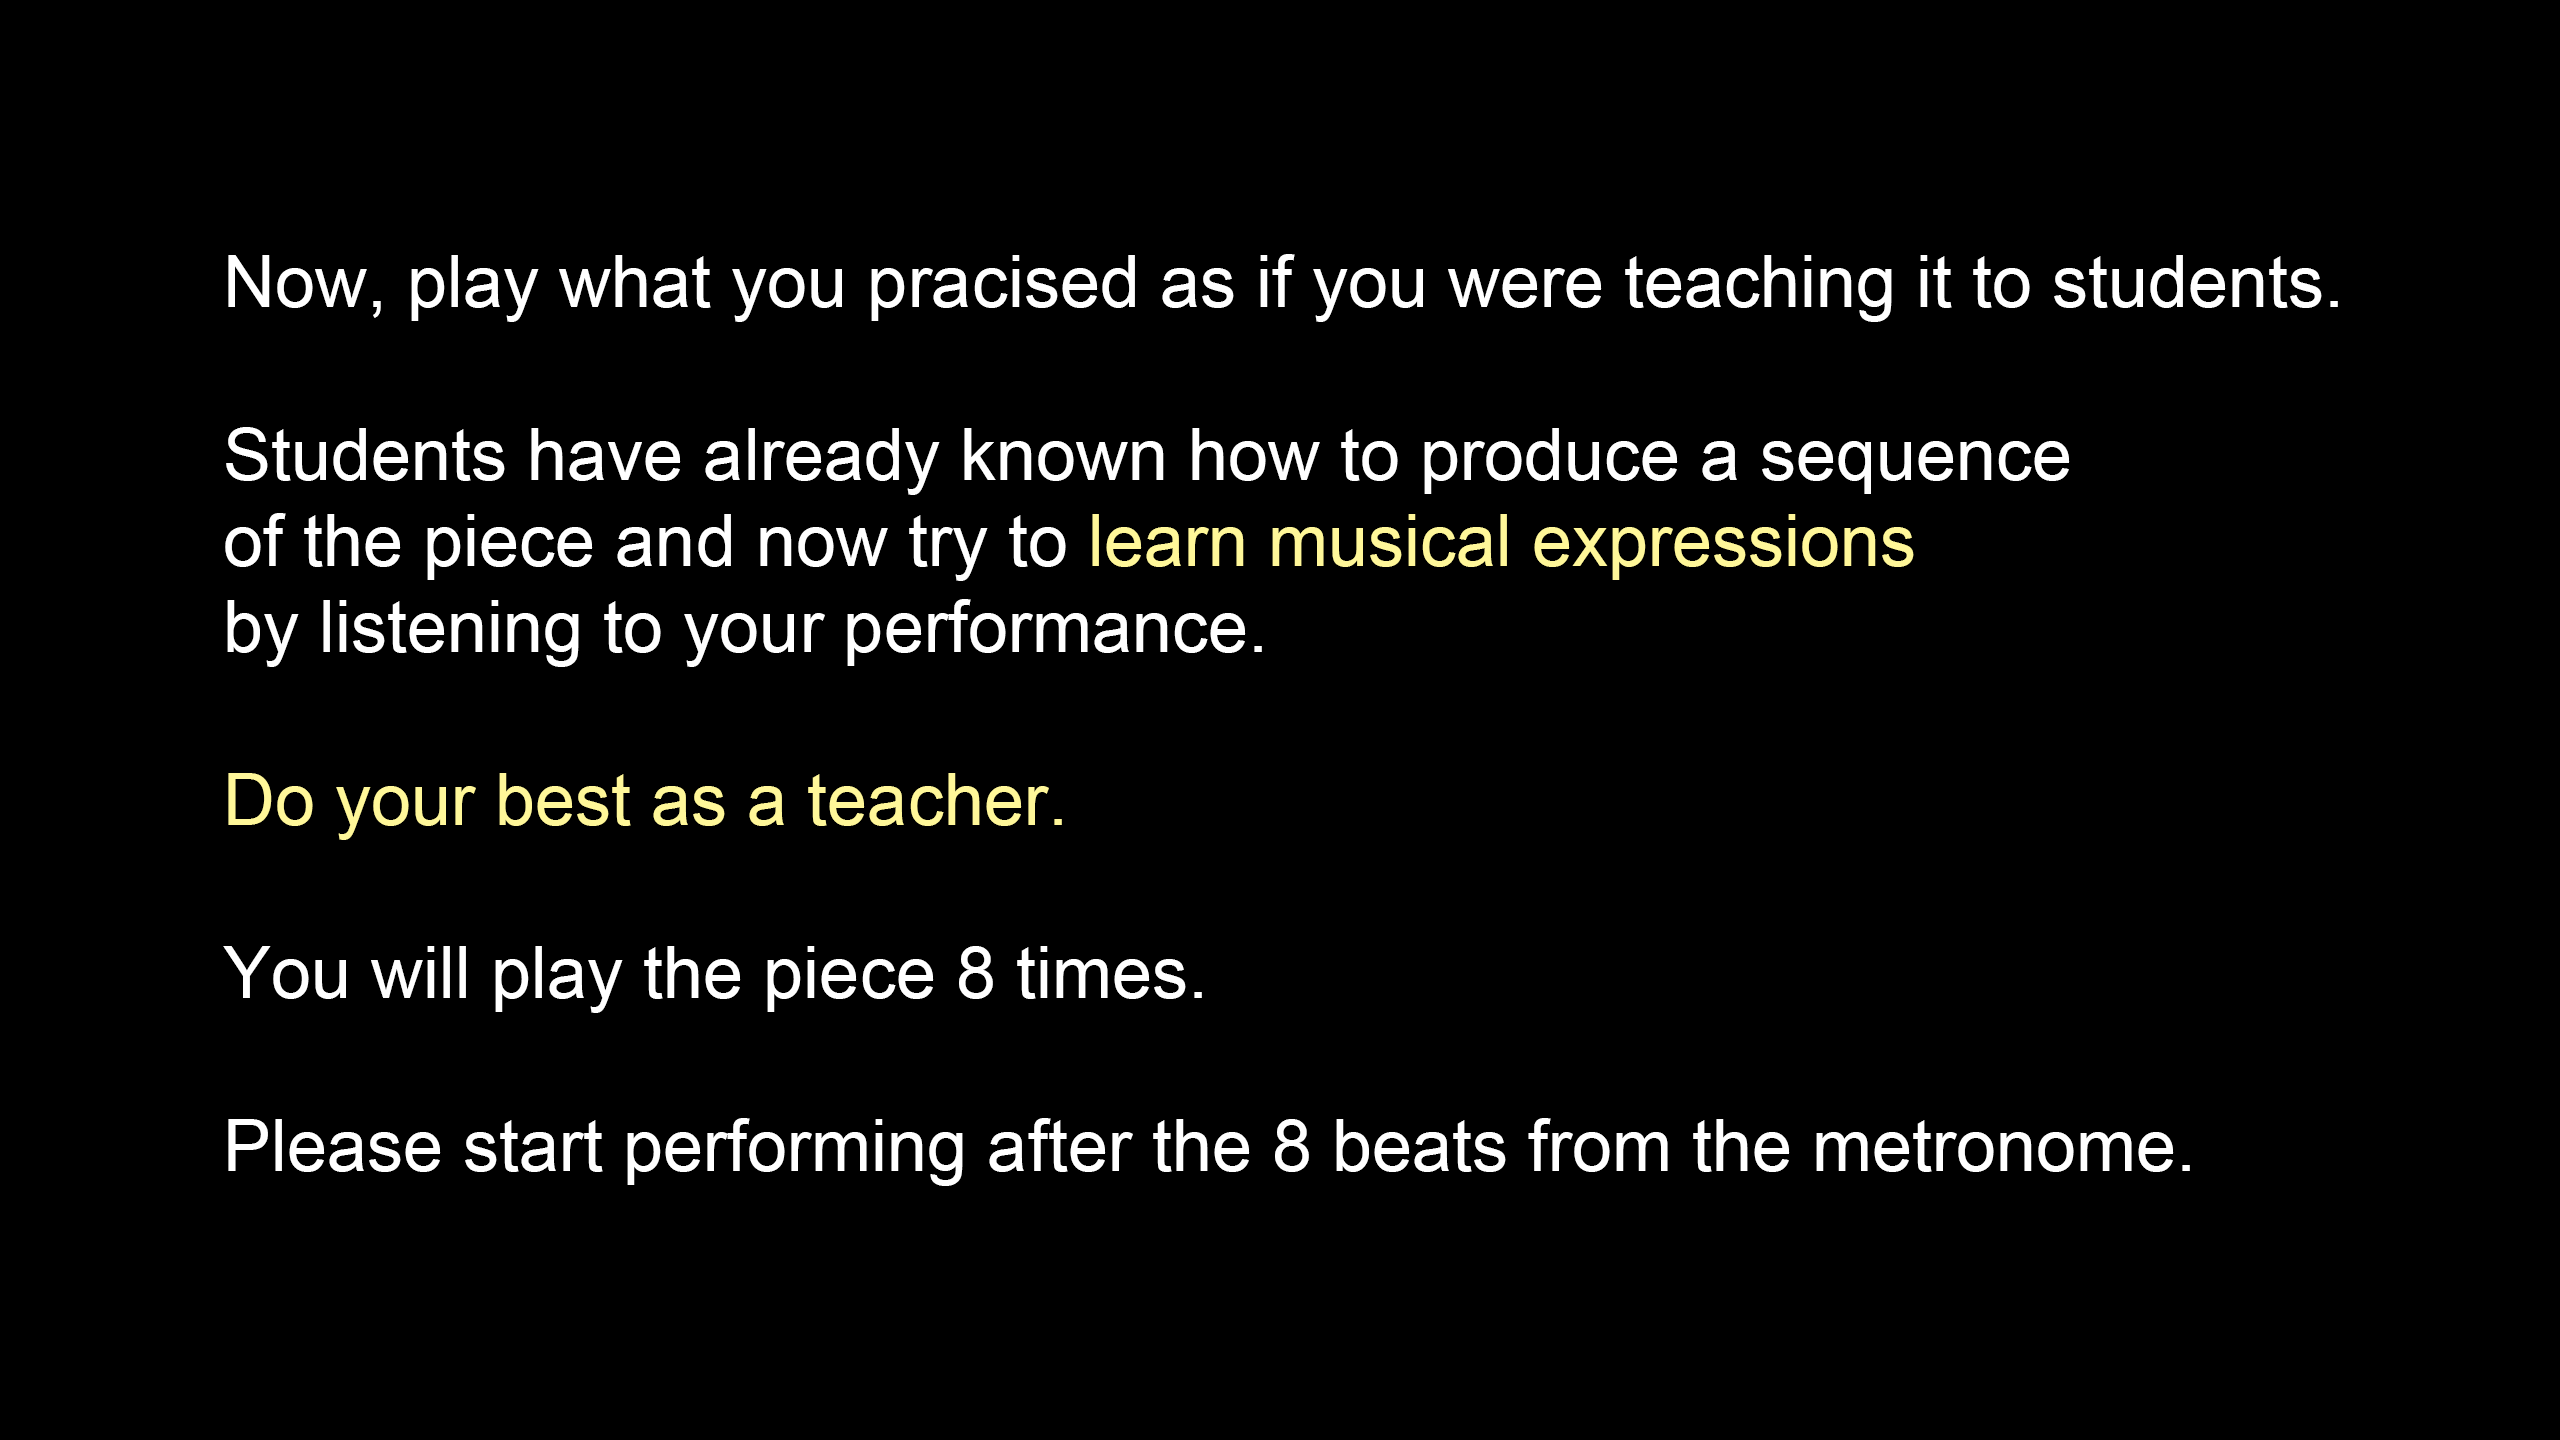 Now, play what you pracised as if you were teaching it to students.
Students have already known how to produce a sequence
of the piece and now try to learn musical expressions
by listening to your performance.
Do your best as a teacher.
You will play the piece 8 times.
Please start performing after the 8 beats from the metronome.